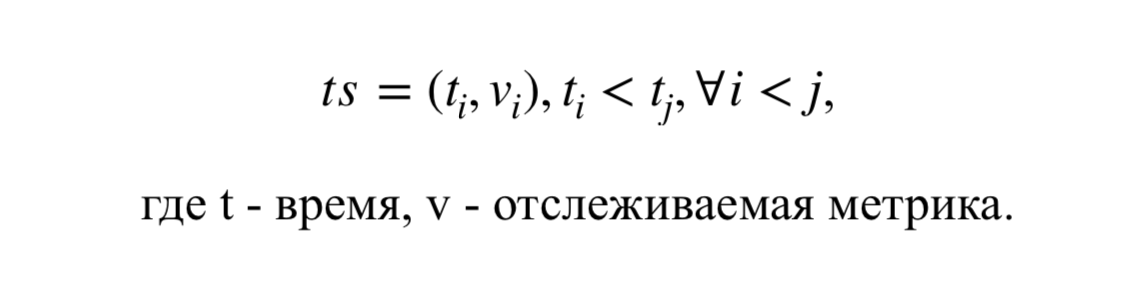 ts = (tᵢ, vᵢ), tᵢ < tⱼ, ∀i < j,
где t - время, v - отслеживаемая метрика.